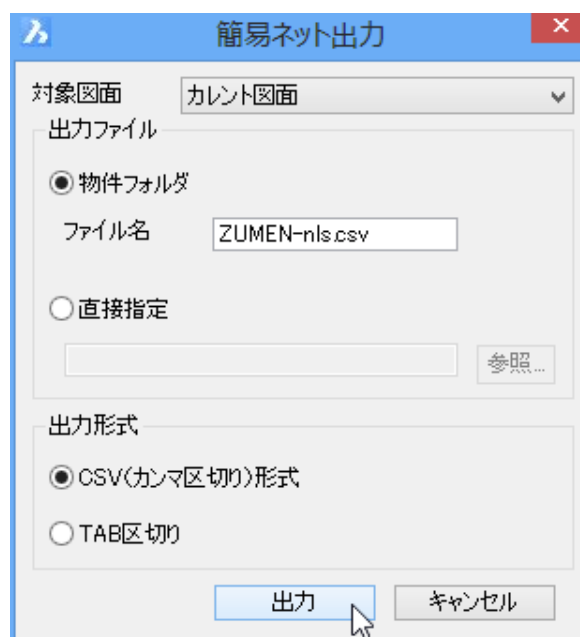 簡易ネット出力
対象図面 カレント図面
出力ファイル
物件フォルダ
ファイル名 ZUMEN-nls.csv
直接指定
参照...
出力形式
CSV(カンマ区切り)形式
TAB区切り
出力 キャンセル